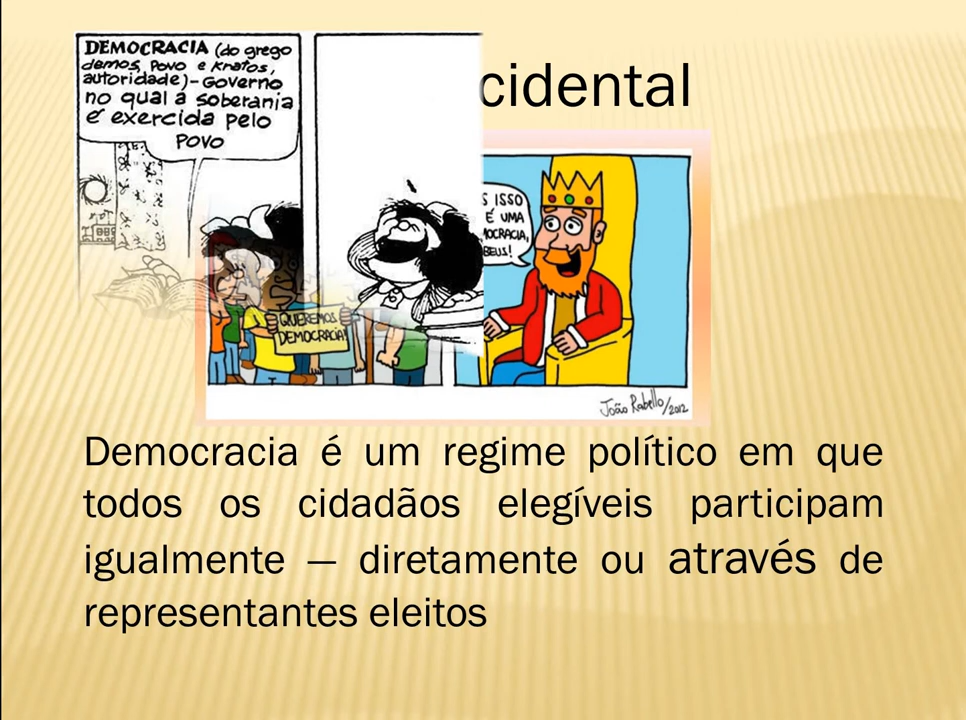 DEMOCRACIA (do grego
demos, Povo e Kratos,
autoridade)- Governo
no qual a soberania
é exercida pelo
POVO
cidental
ISSO
É UMA
QUEREMOS
DEMOCRACIA!
João Rabello/2012
Democracia é um regime político em que
todos os cidadãos elegíveis participam
igualmente — diretamente ou através de
representantes eleitos